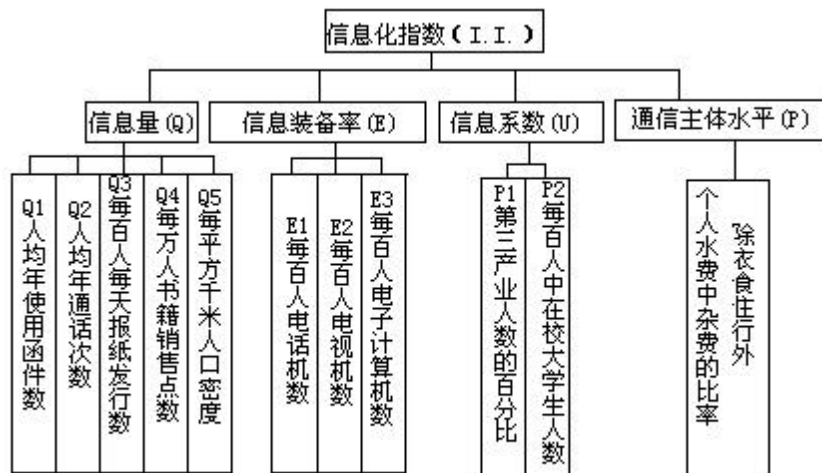 信息化指数(I.I.)
信息量(Q)
信息装备率(E)
信息系数(U)
通信主体水平(P)
Q1人均年使用函件数
Q2人均年通话次数
Q3每百人每天报纸发行数
Q4每万人书籍销售点数
Q5每平方千米人口密度
E1每百人电话机数
E2每百人电视机数
E3每百人电子计算机数
P1第三产业人数的百分比
P2每百人中在校大学生人数
个人水费中杂费的比率
除衣食住行外